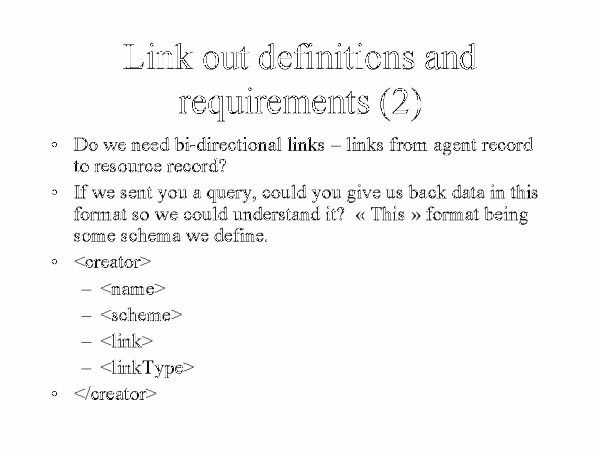 Link out definitions and
requirements (2)
• Do we need bi-directional links – links from agent record
to resource record?
• If we sent you a query, could you give us back data in this
format so we could understand it?  « This » format being
some schema we define.
• <creator>
– <name>
– <scheme>
– <link>
– <linkType>
• </creator>